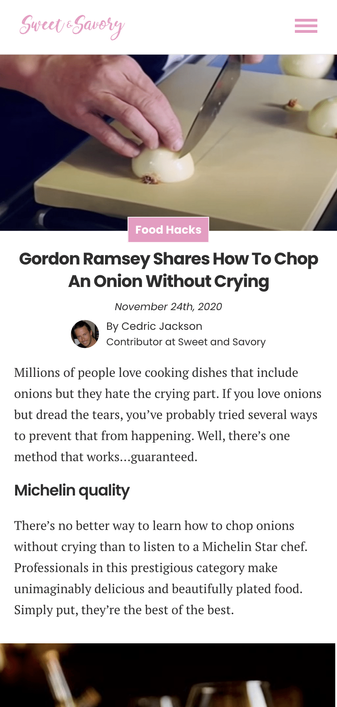 Sweet & Savory
Food Hacks
Gordon Ramsey Shares How To Chop
An Onion Without Crying
November 24th, 2020
By Cedric Jackson
Contributor at Sweet and Savory
Millions of people love cooking dishes that include
onions but they hate the crying part. If you love onions
but dread the tears, you’ve probably tried several ways
to prevent that from happening. Well, there’s one
method that works…guaranteed.
Michelin quality
There’s no better way to learn how to chop onions
without crying than to listen to a Michelin Star chef.
Professionals in this prestigious category make
unimaginably delicious and beautifully plated food.
Simply put, they’re the best of the best.